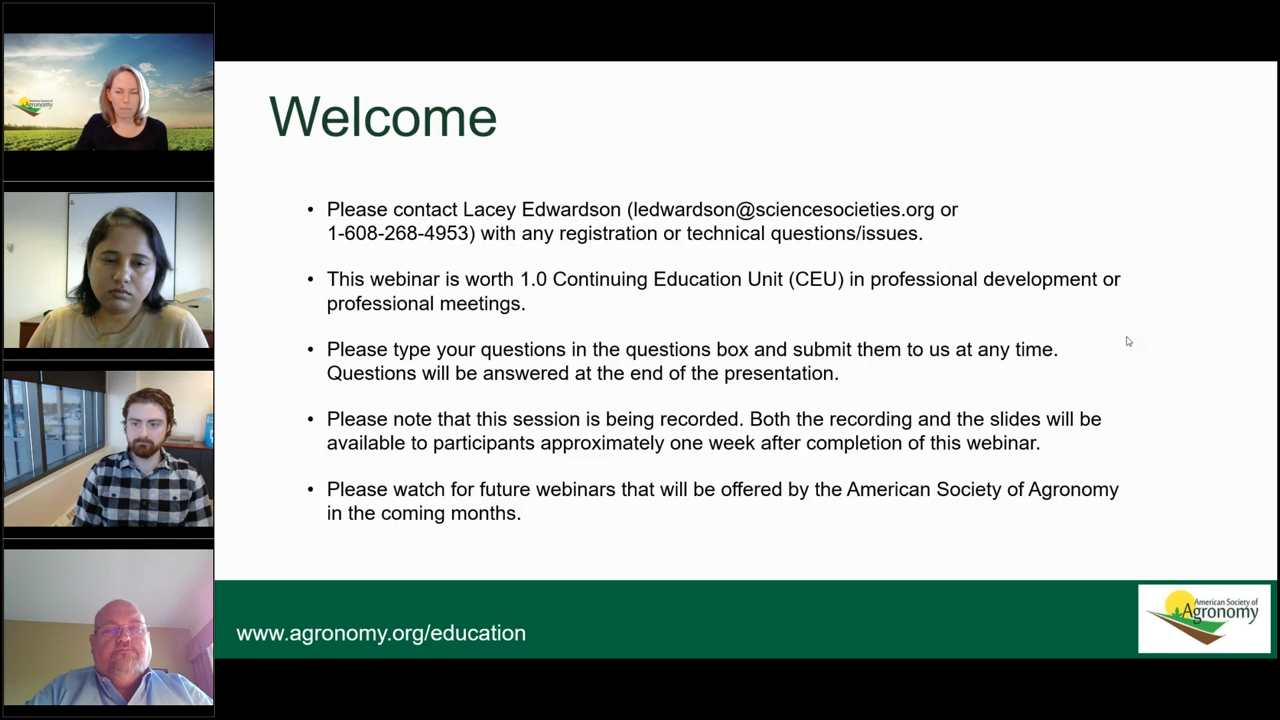 American Society of
Agronomy
Welcome
• Please contact Lacey Edwardson (ledwardson@sciencesocieties.org or
1-608-268-4953) with any registration or technical questions/issues.
• This webinar is worth 1.0 Continuing Education Unit (CEU) in professional development or
professional meetings.
• Please type your questions in the questions box and submit them to us at any time.
Questions will be answered at the end of the presentation.
• Please note that this session is being recorded. Both the recording and the slides will be
available to participants approximately one week after completion of this webinar.
• Please watch for future webinars that will be offered by the American Society of Agronomy
in the coming months.
www.agronomy.org/education
American Society of
Agronomy